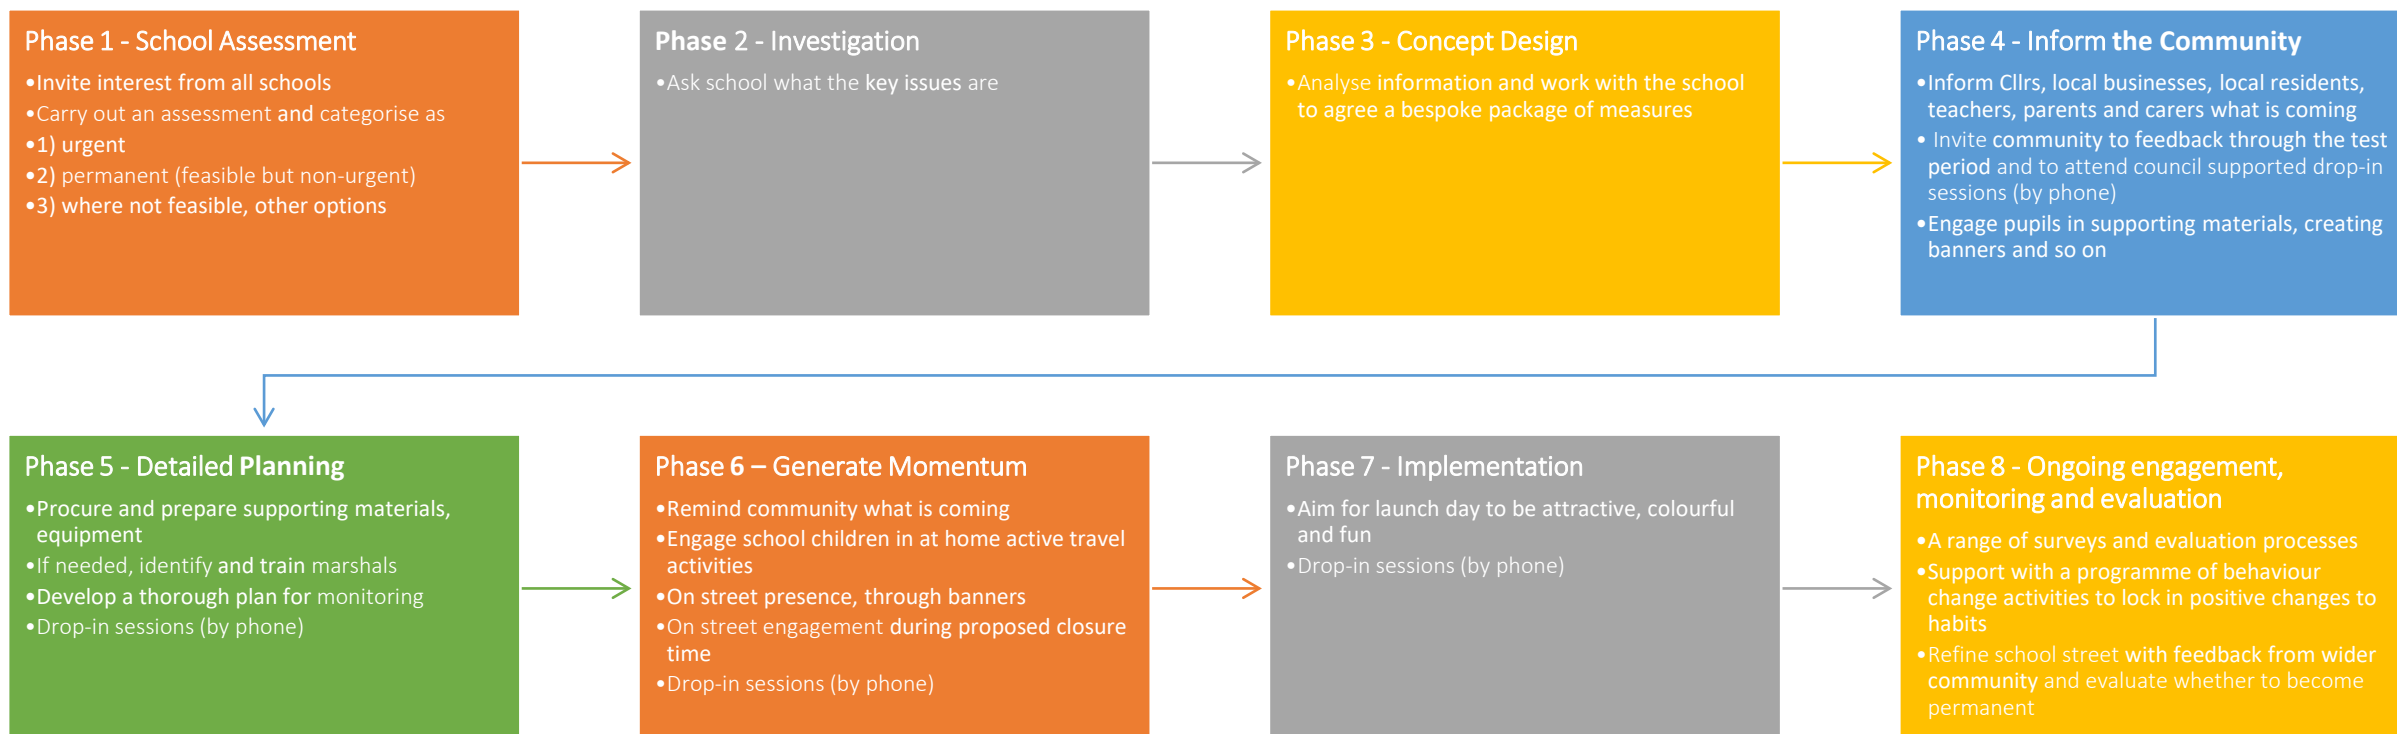 Phase 1 - School Assessment
•Invite interest from all schools
•Carry out an assessment and categorise as
•1) urgent
•2) permanent (feasible but non-urgent)
•3) where not feasible, other options
Phase 2 - Investigation
•Ask school what the key issues are
Phase 3 - Concept Design
•Analyse information and work with the school
to agree a bespoke package of measures
Phase 4 - Inform the Community
•Inform Cllrs, local businesses, local residents,
teachers, parents and carers what is coming
• Invite community to feedback through the test
period and to attend council supported drop-in
sessions (by phone)
•Engage pupils in supporting materials, creating
banners and so on
Phase 5 - Detailed Planning
•Procure and prepare supporting materials,
equipment
•If needed, identify and train marshals
•Develop a thorough plan for monitoring
•Drop-in sessions (by phone)
Phase 6 – Generate Momentum
•Remind community what is coming
•Engage school children in at home active travel
activities
•On street presence, through banners
•On street engagement during proposed closure
time
•Drop-in sessions (by phone)
Phase 7 - Implementation
•Aim for launch day to be attractive, colourful
and fun
•Drop-in sessions (by phone)
Phase 8 - Ongoing engagement,
monitoring and evaluation
•A range of surveys and evaluation processes
•Support with a programme of behaviour
change activities to lock in positive changes to
habits
•Refine school street with feedback from wider
community and evaluate whether to become
permanent